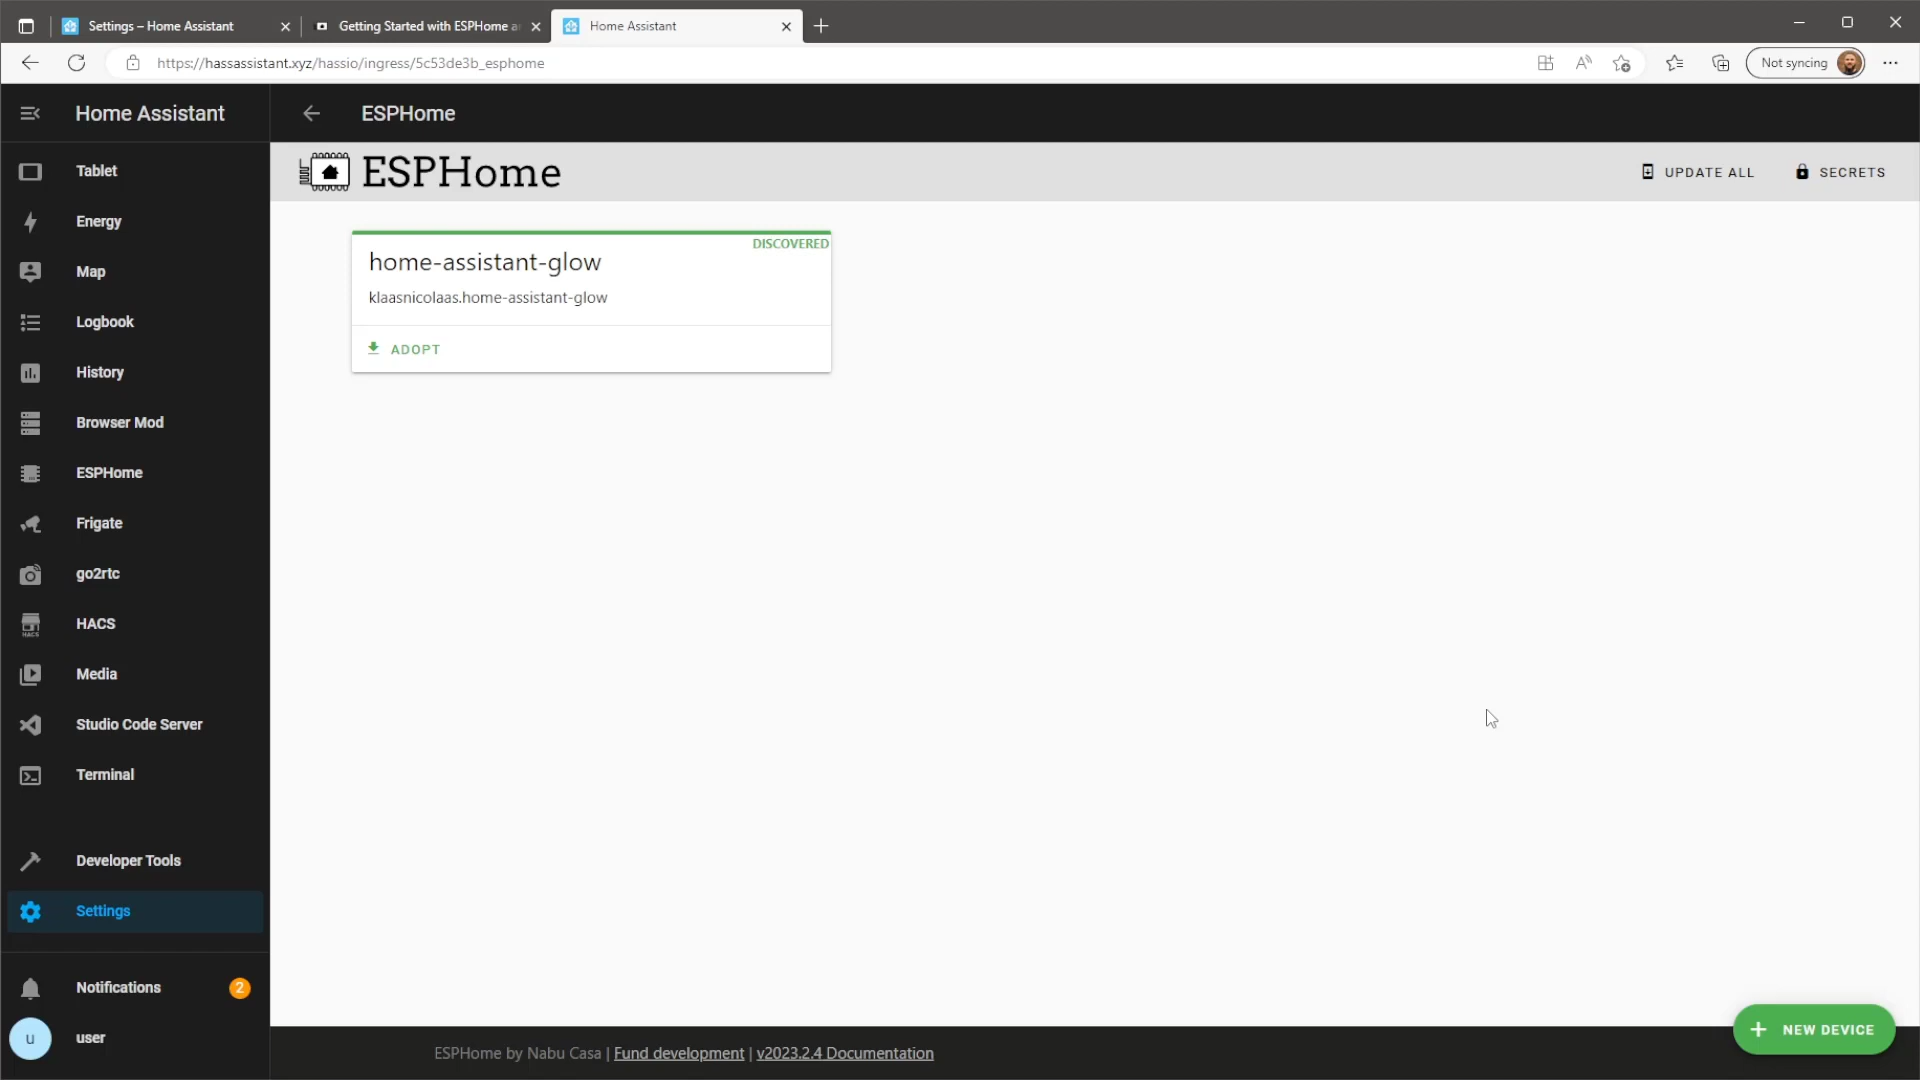 Settings – Home Assistant
Getting Started with ESPHome a
Home Assistant
https://hassassistant.xyz/hassio/ingress/5c53de3b_esphome
Not syncing
Home Assistant
ESPHome
ESPHome
UPDATE ALL
SECRETS
Tablet
Energy
Map
Logbook
History
Browser Mod
ESPHome
Frigate
go2rtc
HACS
HACS
Media
Studio Code Server
Terminal
Developer Tools
Settings
Notifications
2
u
user
DISCOVERED
home-assistant-glow
klaasnicolaas.home-assistant-glow
ADOPT
NEW DEVICE
ESPHome by Nabu Casa | Fund development | v2023.2.4 Documentation